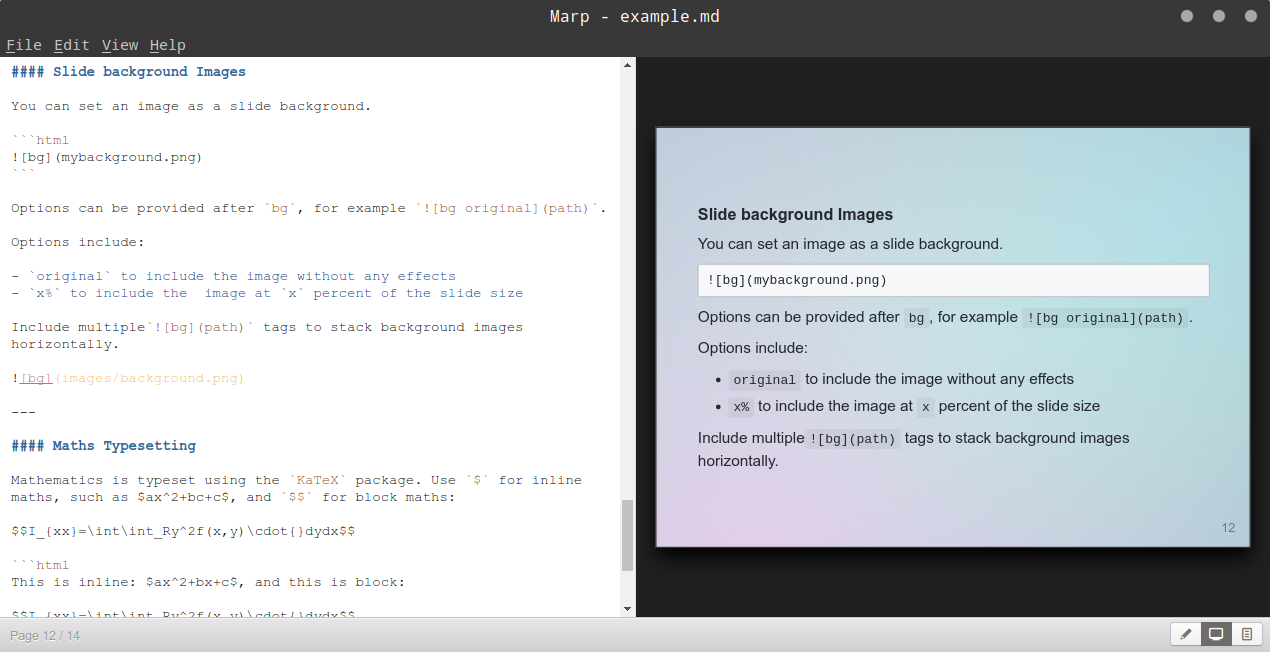 Marp - example.md
File Edit View Help
#### Slide background Images
You can set an image as a slide background.
```html
![bg](mybackground.png)
```
Options can be provided after `bg`, for example `![bg original](path)`.
Options include:
- `original` to include the image without any effects
- `x%` to include the  image at `x` percent of the slide size
Include multiple`![bg](path)` tags to stack background images
horizontally.
![bg](images/background.png)
---
#### Maths Typesetting
Mathematics is typeset using the `KaTeX` package. Use `$` for inline
maths, such as $ax^2+bc+c$, and `$$` for block maths:
$$I_{xx}=\int\int_Ry^2f(x,y)\cdot{}dydx$$
```html
This is inline: $ax^2+bx+c$, and this is block:
$$I_{xx}=\int\int_Ry^2f(x,y)\cdot{}dydx$$
Slide background Images
You can set an image as a slide background.
![bg](mybackground.png)
Options can be provided after bg, for example ![bg original](path).
Options include:
• original to include the image without any effects
• x% to include the image at x percent of the slide size
Include multiple ![bg](path) tags to stack background images
horizontally.
12
Page 12 / 14